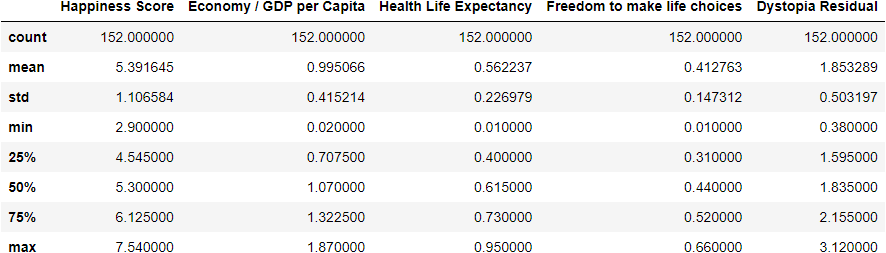 Happiness Score Economy / GDP per Capita Health Life Expectancy Freedom to make life choices Dystopia Residual
count 152.000000 152.000000 152.000000 152.000000 152.000000
mean 5.391645 0.995066 0.562237 0.412763 1.853289
std 1.106584 0.415214 0.226979 0.147312 0.503197
min 2.900000 0.020000 0.010000 0.010000 0.380000
25% 4.545000 0.707500 0.400000 0.310000 1.595000
50% 5.300000 1.070000 0.615000 0.440000 1.835000
75% 6.125000 1.322500 0.730000 0.520000 2.155000
max 7.540000 1.870000 0.950000 0.660000 3.120000